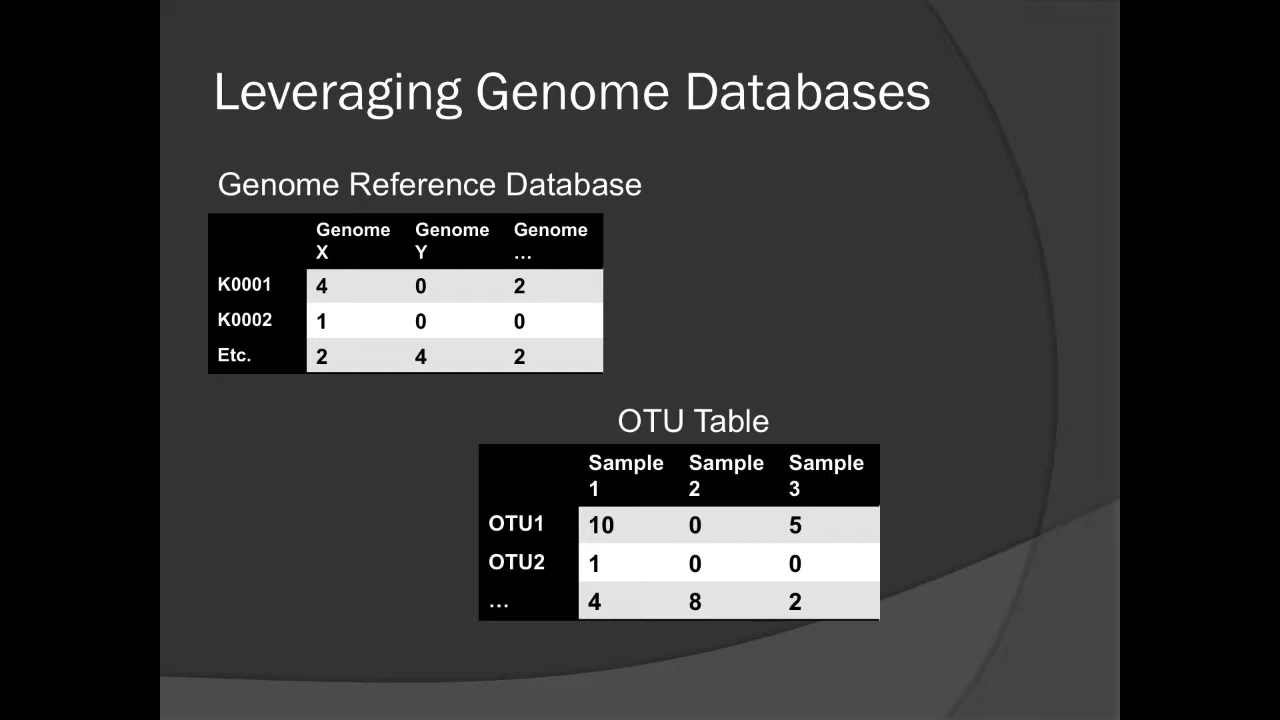 Leveraging Genome Databases
Genome Reference Database
Genome X Genome Y Genome …
K0001 4 0 2
K0002 1 0 0
Etc. 2 4 2
OTU Table
Sample 1 Sample 2 Sample 3
OTU1 10 0 5
OTU2 1 0 0
… 4 8 2